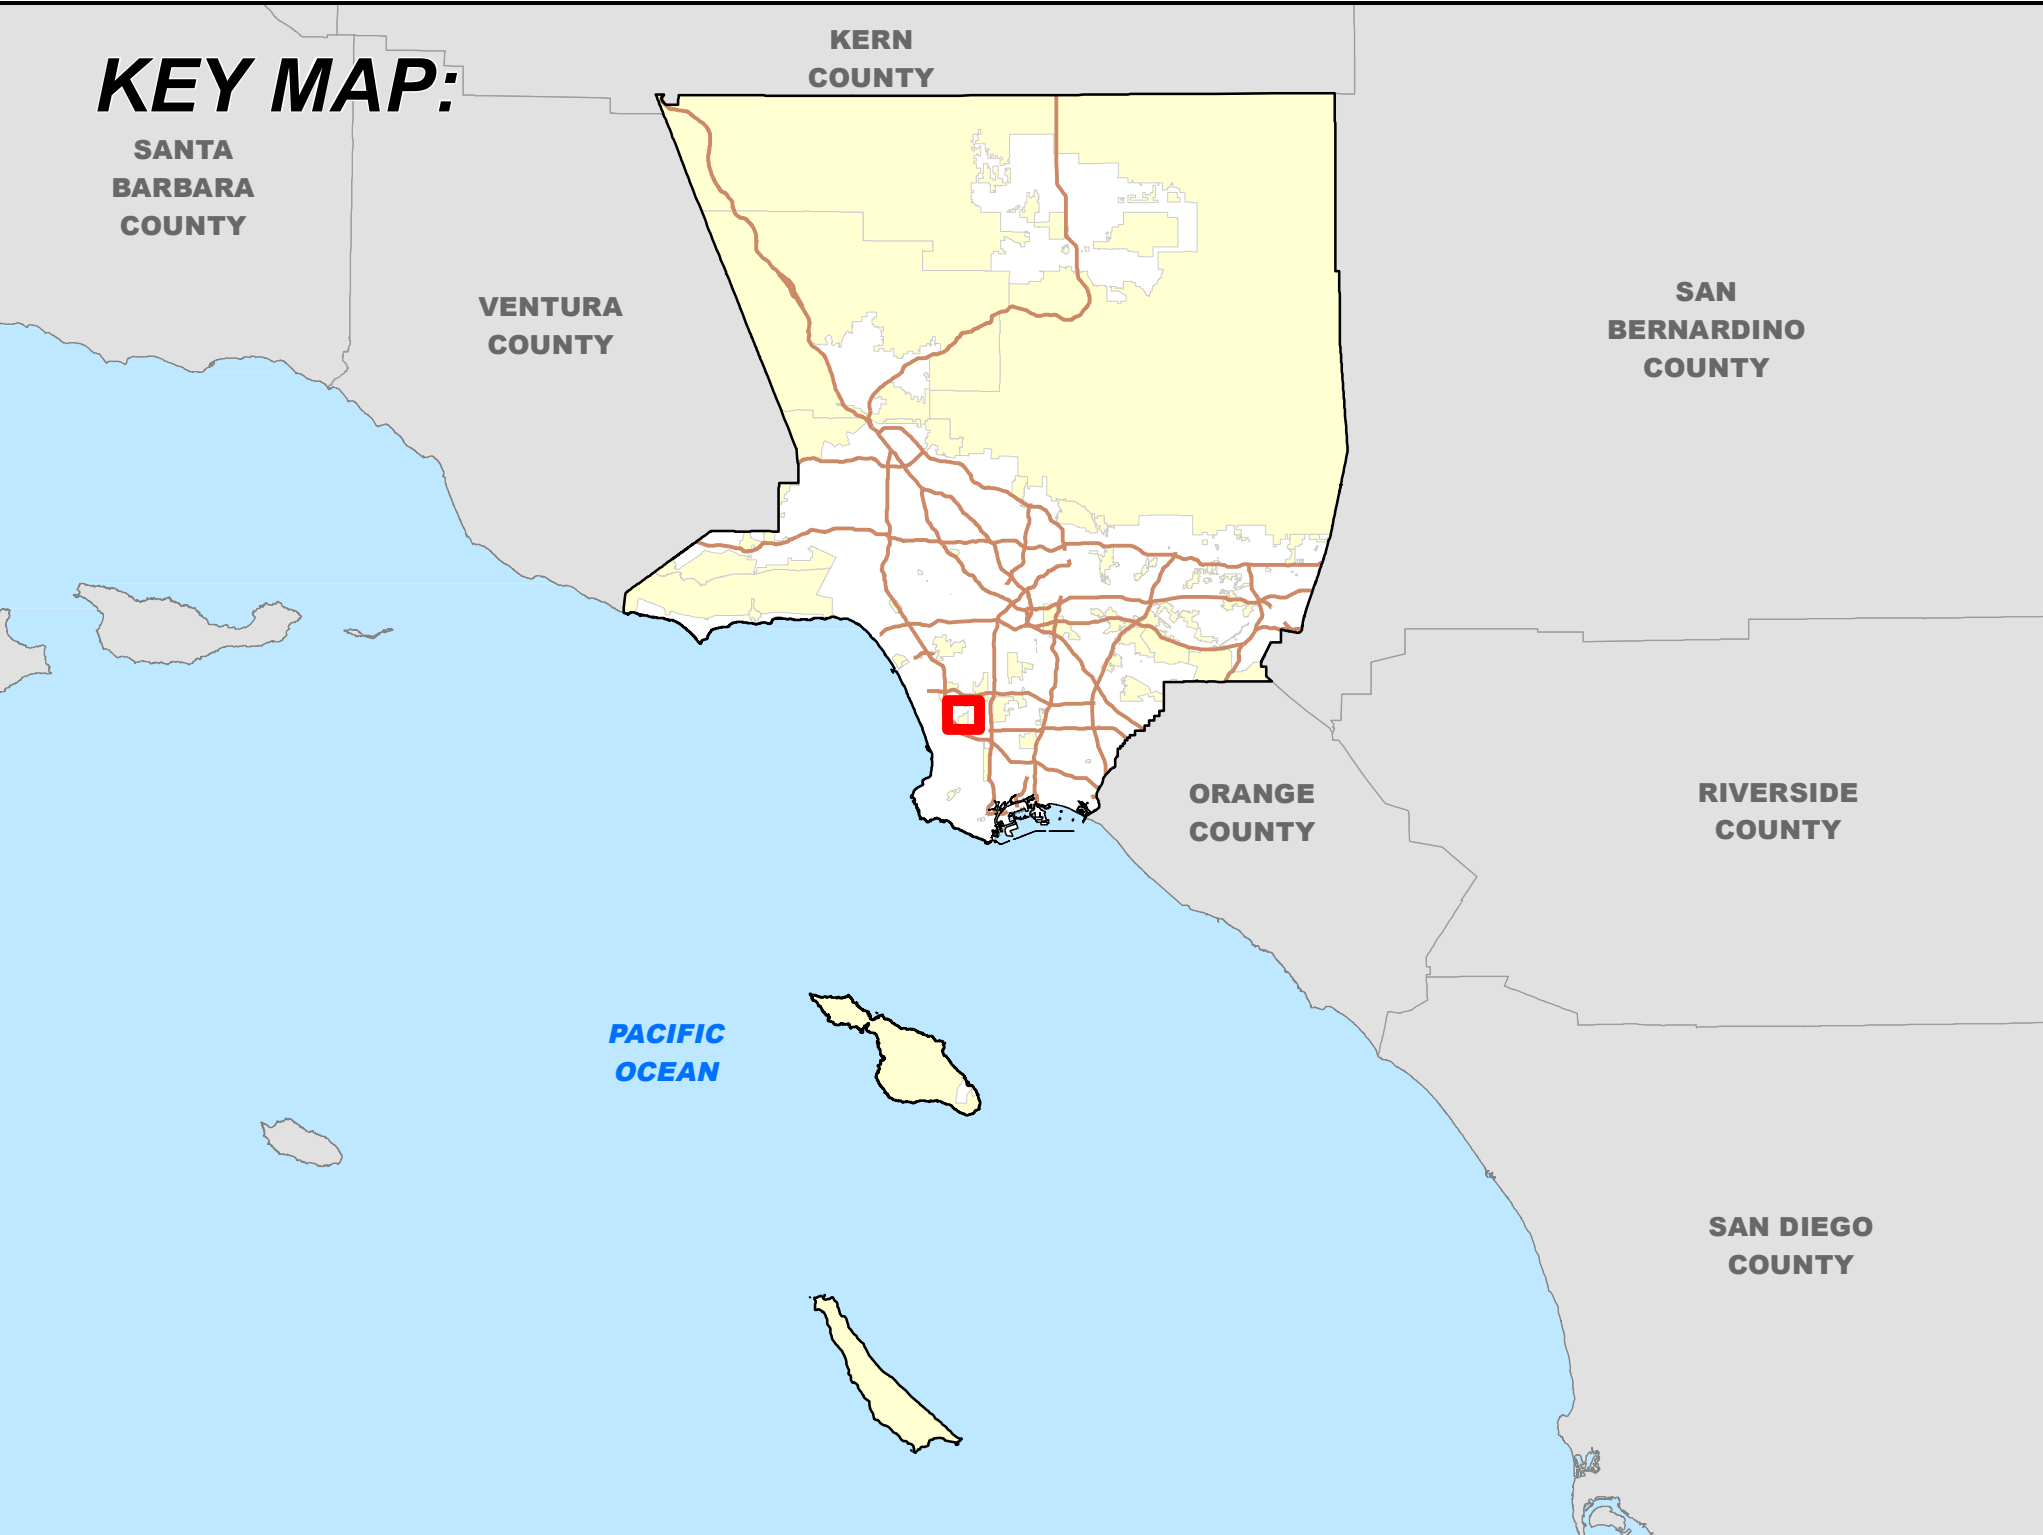 KEY MAP:
KERN
COUNTY
SANTA
BARBARA
COUNTY
VENTURA
COUNTY
SAN
BERNARDINO
COUNTY
ORANGE
COUNTY
RIVERSIDE
COUNTY
PACIFIC
OCEAN
SAN DIEGO
COUNTY